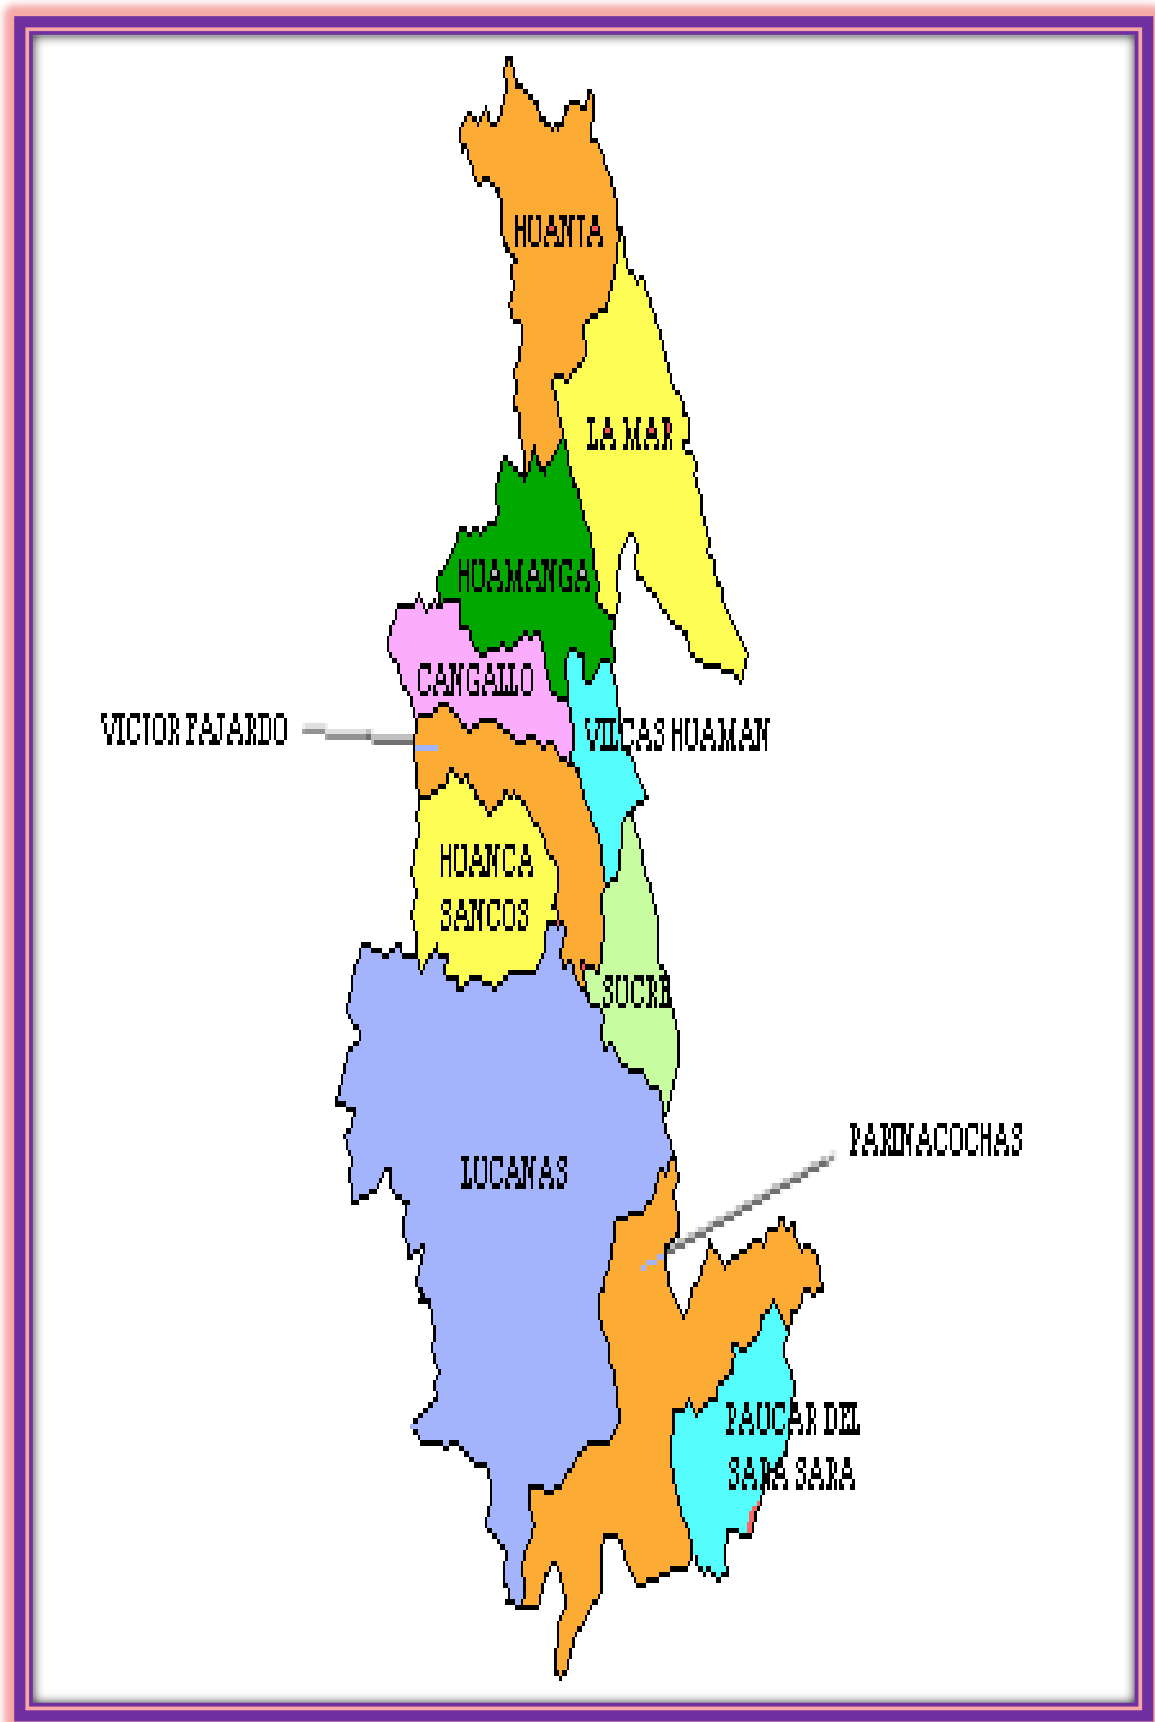 HUANTA
LA MAR
HUAMANGA
CANGALLO
VICTOR FAJARDO
VILCAS HUAMAN
HUANCA
SANCOS
SUCRE
PARINACOCHAS
LUCANAS
PAUCAR DEL
SARA SARA